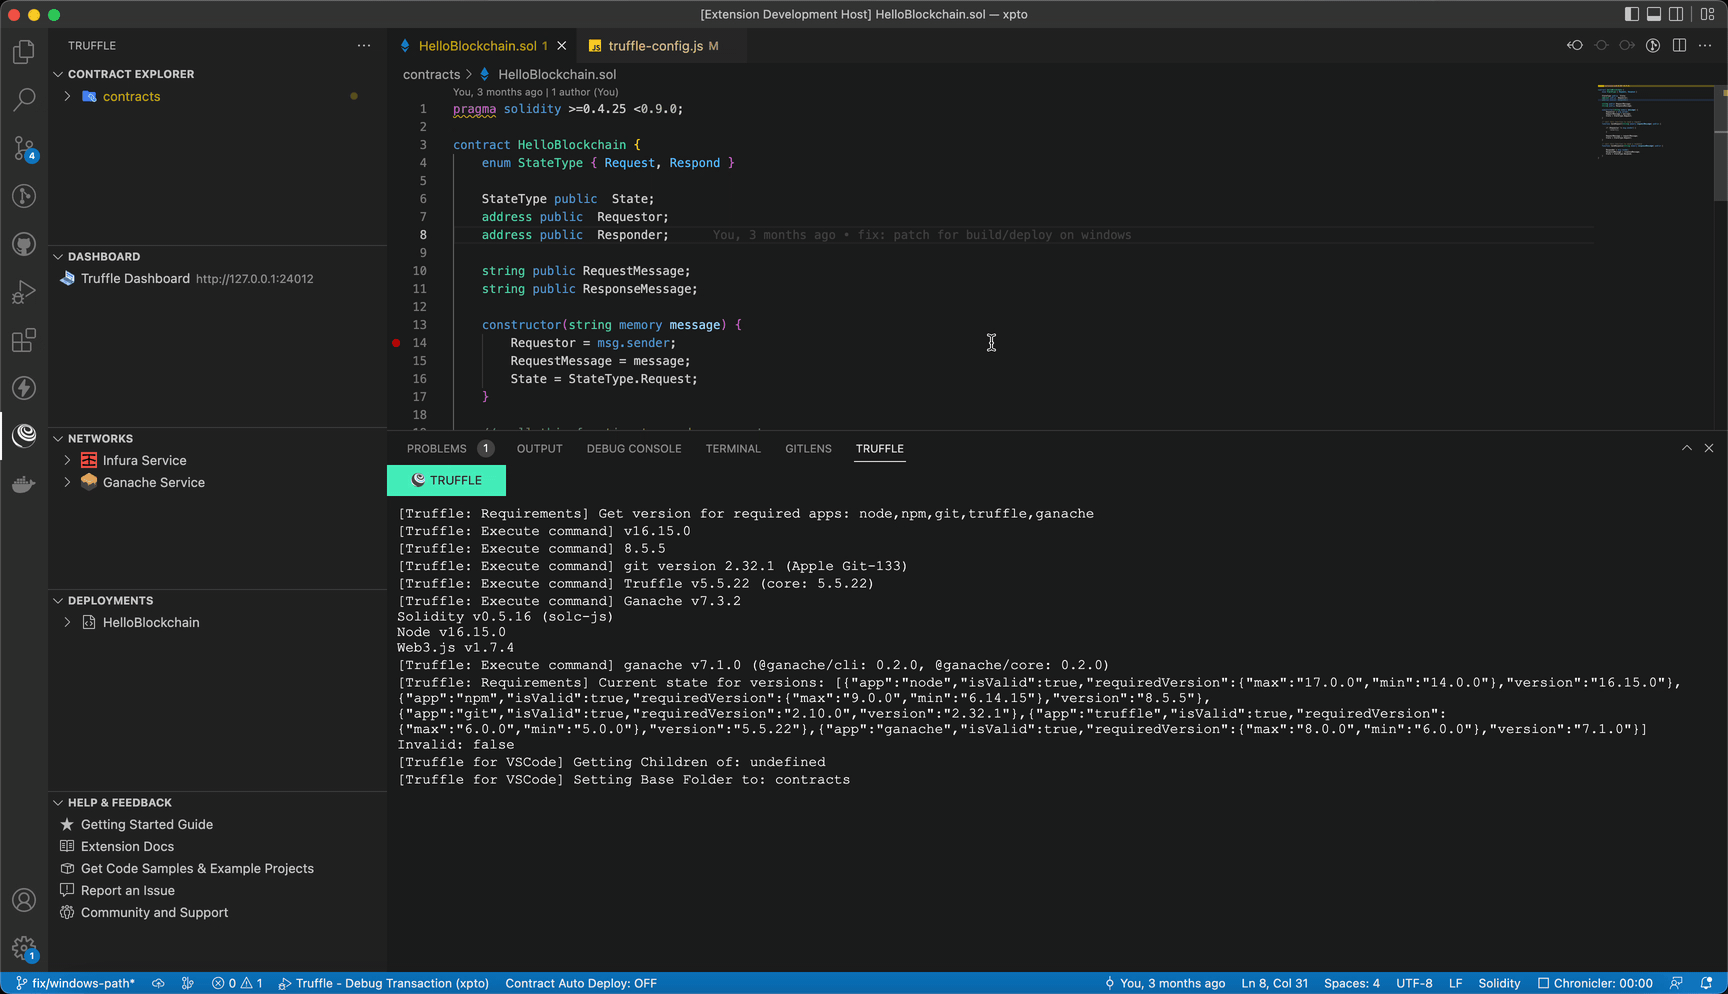 [Extension Development Host] HelloBlockchain.sol — xpto
TRUFFLE
CONTRACT EXPLORER
contracts
4
DASHBOARD
Truffle Dashboard http://127.0.0.1:24012
NETWORKS
Infura Service
Ganache Service
DEPLOYMENTS
HelloBlockchain
HELP & FEEDBACK
Getting Started Guide
Extension Docs
Get Code Samples & Example Projects
Report an Issue
Community and Support
1
HelloBlockchain.sol 1
JS truffle-config.js M
contracts > HelloBlockchain.sol
You, 3 months ago | 1 author (You)
1 pragma solidity >=0.4.25 <0.9.0;
2
3 contract HelloBlockchain {
4 enum StateType { Request, Respond }
5
6 StateType public  State;
7 address public  Requestor;
8 address public  Responder; You, 3 months ago • fix: patch for build/deploy on windows
9
10 string public RequestMessage;
11 string public ResponseMessage;
12
13 constructor(string memory message) {
14 Requestor = msg.sender;
15 RequestMessage = message;
16 State = StateType.Request;
17 }
18
PROBLEMS 1 OUTPUT DEBUG CONSOLE TERMINAL GITLENS TRUFFLE
TRUFFLE
[Truffle: Requirements] Get version for required apps: node,npm,git,truffle,ganache
[Truffle: Execute command] v16.15.0
[Truffle: Execute command] 8.5.5
[Truffle: Execute command] git version 2.32.1 (Apple Git-133)
[Truffle: Execute command] Truffle v5.5.22 (core: 5.5.22)
[Truffle: Execute command] Ganache v7.3.2
Solidity v0.5.16 (solc-js)
Node v16.15.0
Web3.js v1.7.4
[Truffle: Execute command] ganache v7.1.0 (@ganache/cli: 0.2.0, @ganache/core: 0.2.0)
[Truffle: Requirements] Current state for versions: [{"app":"node","isValid":true,"requiredVersion":{"max":"17.0.0","min":"14.0.0"},"version":"16.15.0"},
{"app":"npm","isValid":true,"requiredVersion":{"max":"9.0.0","min":"6.14.15"},"version":"8.5.5"},
{"app":"git","isValid":true,"requiredVersion":"2.10.0","version":"2.32.1"},{"app":"truffle","isValid":true,"requiredVersion":
{"max":"6.0.0","min":"5.0.0"},"version":"5.5.22"},{"app":"ganache","isValid":true,"requiredVersion":{"max":"8.0.0","min":"6.0.0"},"version":"7.1.0"}]
Invalid: false
[Truffle for VSCode] Getting Children of: undefined
[Truffle for VSCode] Setting Base Folder to: contracts
fix/windows-path* 0 1 Truffle - Debug Transaction (xpto) Contract Auto Deploy: OFF You, 3 months ago Ln 8, Col 31 Spaces: 4 UTF-8 LF Solidity Chronicler: 00:00